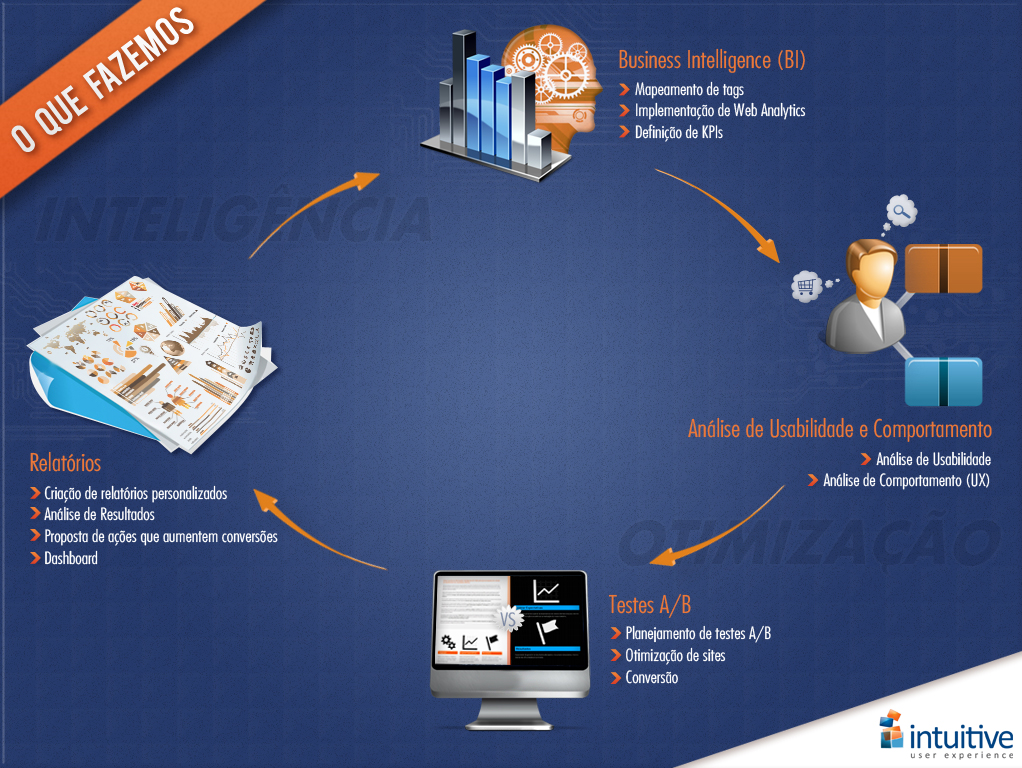 O QUE FAZEMOS
Business Intelligence (BI)
Mapeamento de tags
Implementação de Web Analytics
Definição de KPIs
INTELIGÊNCIA
Análise de Usabilidade e Comportamento
Análise de Usabilidade
Análise de Comportamento (UX)
Relatórios
Criação de relatórios personalizados
Análise de Resultados
Proposta de ações que aumentem conversões
Dashboard
OTIMIZAÇÃO
VS
Testes A/B
Planejamento de testes A/B
Otimização de sites
Conversão
intuitive
user experience